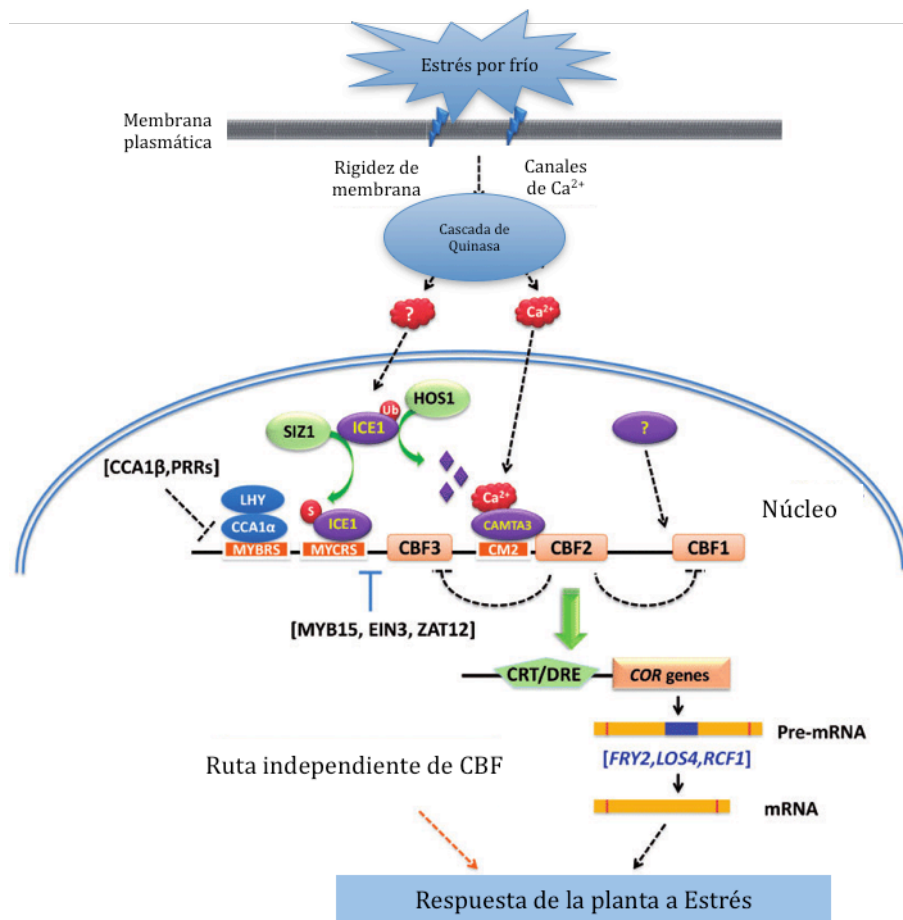 Estrés por frío
Membrana
plasmática
Rigidez de
membrana
Canales
de Ca²⁺
Cascada de
Quinasa
?
Ca²⁺
Ub
HOS1
SIZ1
ICE1
?
[CCA1β,PRRs]
LHY
CCA1α
MYBRS
S
ICE1
MYCRS
CBF3
Ca²⁺
CAMTA3
CM2
CBF2
CBF1
Núcleo
[MYB15, EIN3, ZAT12]
CRT/DRE
COR genes
Pre-mRNA
[FRY2,LOS4,RCF1]
mRNA
Ruta independiente de CBF
Respuesta de la planta a Estrés